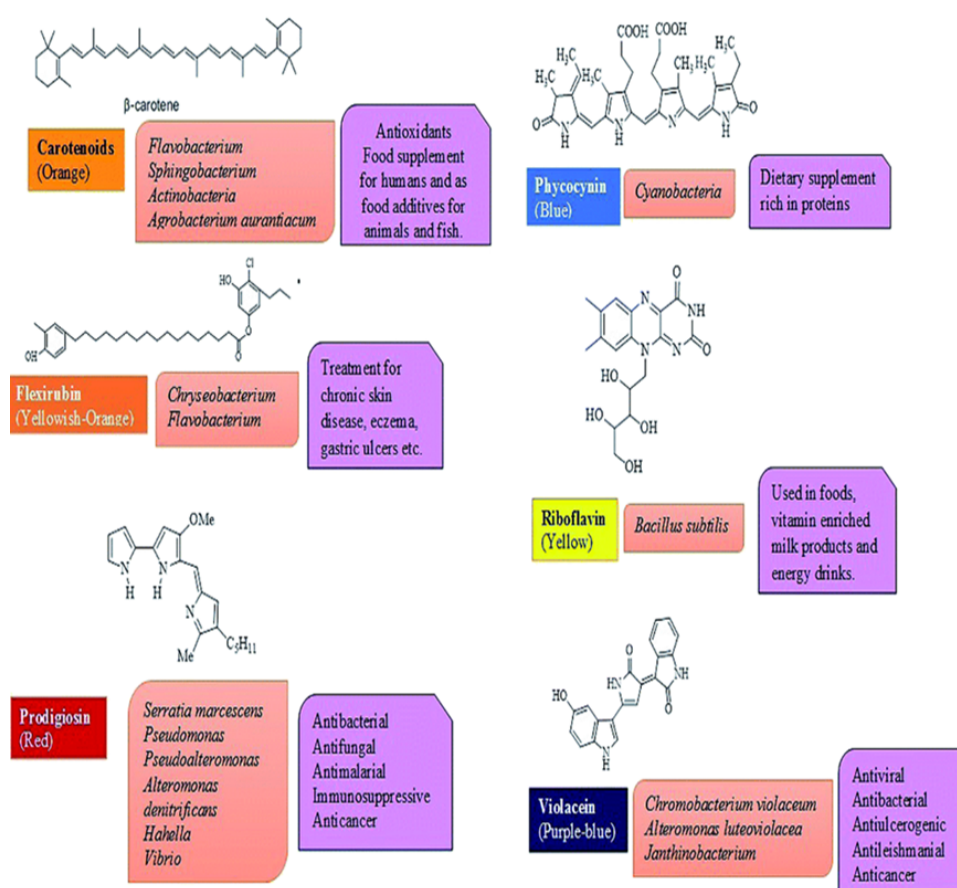 β-carotene
Carotenoids
(Orange)
Flavobacterium
Sphingobacterium
Actinobacteria
Agrobacterium aurantiacum
Antioxidants
Food supplement
for humans and as
food additives for
animals and fish.
COOH
COOH
H₃C
CH₃
H₃C
H₃C
CH₃
H₃C
CH₃
O
N
H
N
H
N
N
H
O
Phycocynin
(Blue)
Cyanobacteria
Dietary supplement
rich in proteins
Cl
HO
O
O
OH
Flexirubin
(Yellowish-Orange)
Chryseobacterium
Flavobacterium
Treatment for
chronic skin
disease, eczema,
gastric ulcers etc.
O
N
NH
N
N
O
HO
HO
OH
OH
Riboflavin
(Yellow)
Bacillus subtilis
Used in foods,
vitamin enriched
milk products and
energy drinks.
OMe
N
H
N
H
N
Me
C₅H₁₁
Prodigiosin
(Red)
Serratia marcescens
Pseudomonas
Pseudoalteromonas
Alteromonas
denitrificans
Hahella
Vibrio
Antibacterial
Antifungal
Antimalarial
Immunosuppressive
Anticancer
O
HN
NH
O
HO
N
H
Violacein
(Purple-blue)
Chromobacterium violaceum
Alteromonas luteoviolacea
Janthinobacterium
Antiviral
Antibacterial
Antiulcerogenic
Antileishmanial
Anticancer